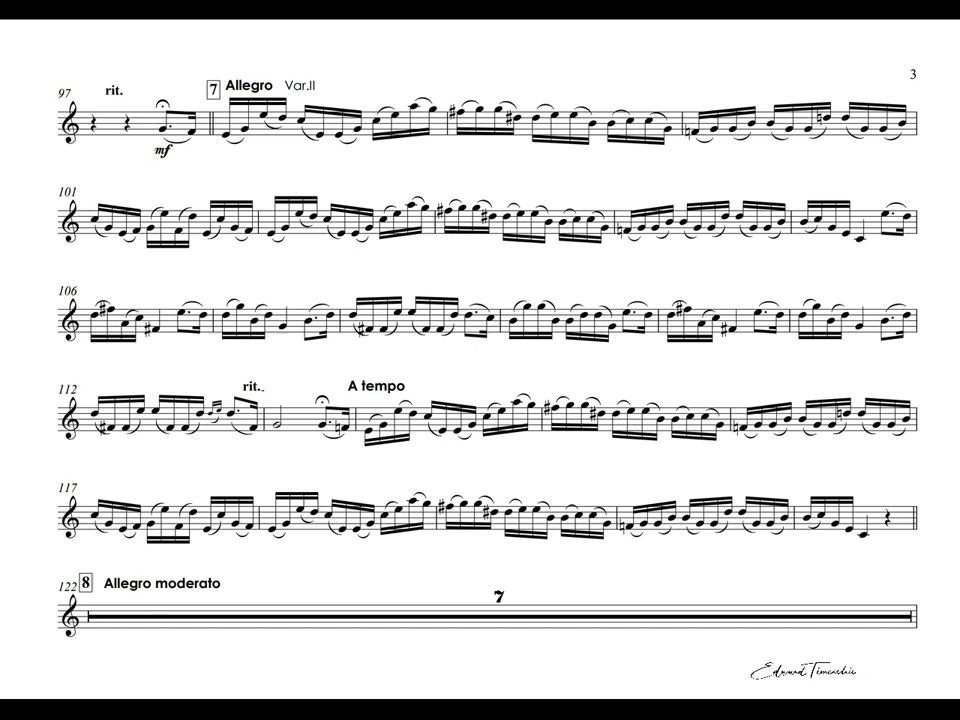 3
97 rit. 7 Allegro Var.II
mf
101
106
112 rit. A tempo
117
122 8 Allegro moderato
7